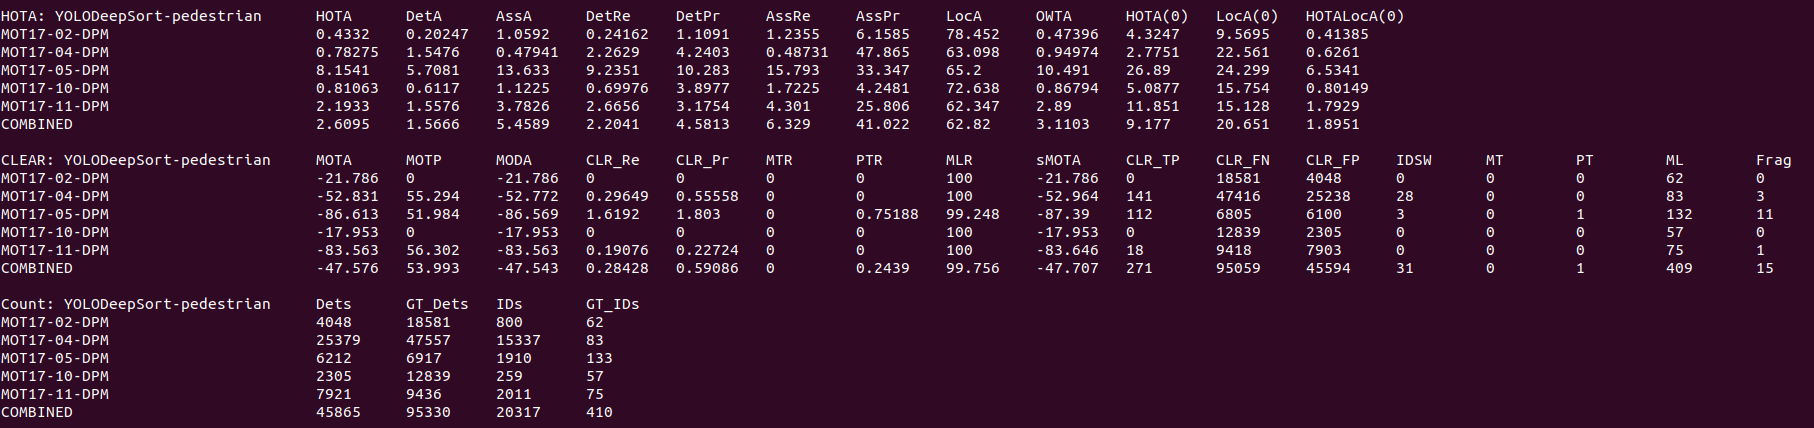 HOTA: YOLODeepSort-pedestrian HOTA DetA AssA DetRe DetPr AssRe AssPr LocA OWTA HOTA(0) LocA(0) HOTALocA(0)
MOT17-02-DPM 0.4332 0.20247 1.0592 0.24162 1.1091 1.2355 6.1585 78.452 0.47396 4.3247 9.5695 0.41385
MOT17-04-DPM 0.78275 1.5476 0.47941 2.2629 4.2403 0.48731 47.865 63.098 0.94974 2.7751 22.561 0.6261
MOT17-05-DPM 8.1541 5.7081 13.633 9.2351 10.283 15.793 33.347 65.2 10.491 26.89 24.299 6.5341
MOT17-10-DPM 0.81063 0.6117 1.1225 0.69976 3.8977 1.7225 4.2481 72.638 0.86794 5.0877 15.754 0.80149
MOT17-11-DPM 2.1933 1.5576 3.7826 2.6656 3.1754 4.301 25.806 62.347 2.89 11.851 15.128 1.7929
COMBINED 2.6095 1.5666 5.4589 2.2041 4.5813 6.329 41.022 62.82 3.1103 9.177 20.651 1.8951
CLEAR: YOLODeepSort-pedestrian MOTA MOTP MODA CLR_Re CLR_Pr MTR PTR MLR sMOTA CLR_TP CLR_FN CLR_FP IDSW MT PT ML Frag
MOT17-02-DPM -21.786 0 -21.786 0 0 0 0 100 -21.786 0 18581 4048 0 0 0 62 0
MOT17-04-DPM -52.831 55.294 -52.772 0.29649 0.55558 0 0 100 -52.964 141 47416 25238 28 0 0 83 3
MOT17-05-DPM -86.613 51.984 -86.569 1.6192 1.803 0 0.75188 99.248 -87.39 112 6805 6100 3 0 1 132 11
MOT17-10-DPM -17.953 0 -17.953 0 0 0 0 100 -17.953 0 12839 2305 0 0 0 57 0
MOT17-11-DPM -83.563 56.302 -83.563 0.19076 0.22724 0 0 100 -83.646 18 9418 7903 0 0 0 75 1
COMBINED -47.576 53.993 -47.543 0.28428 0.59086 0 0.2439 99.756 -47.707 271 95059 45594 31 0 1 409 15
Count: YOLODeepSort-pedestrian Dets GT_Dets IDs GT_IDs
MOT17-02-DPM 4048 18581 800 62
MOT17-04-DPM 25379 47557 15337 83
MOT17-05-DPM 6212 6917 1910 133
MOT17-10-DPM 2305 12839 259 57
MOT17-11-DPM 7921 9436 2011 75
COMBINED 45865 95330 20317 410